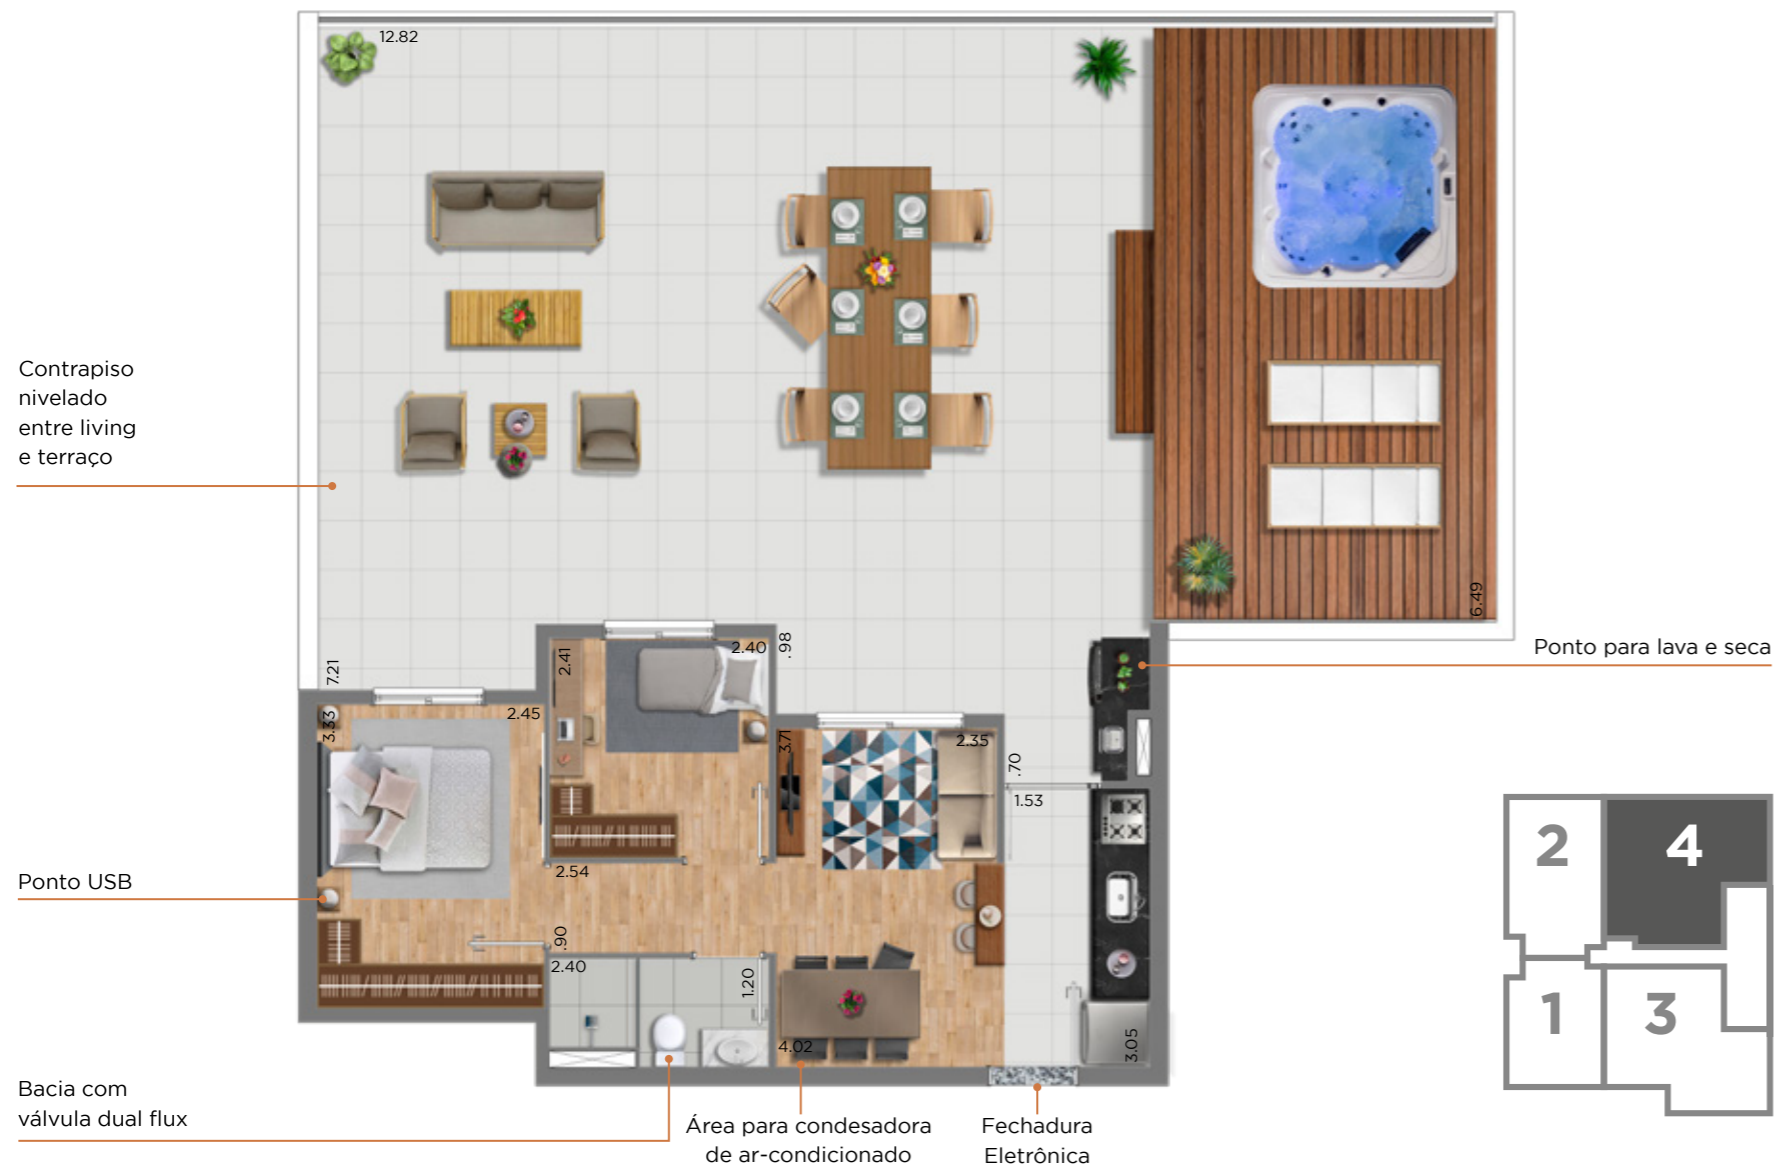 12.82
Contrapiso
nivelado
entre living
e terraço
6.49
Ponto para lava e seca
7.21
2.41
2.40
.98
3.33
2.45
3.71
2.35
.70
1.53
2.54
Ponto USB
.90
2.40
1.20
4.02
3.05
Bacia com
válvula dual flux
Área para condesadora
de ar-condicionado
Fechadura
Eletrônica
2
4
1
3